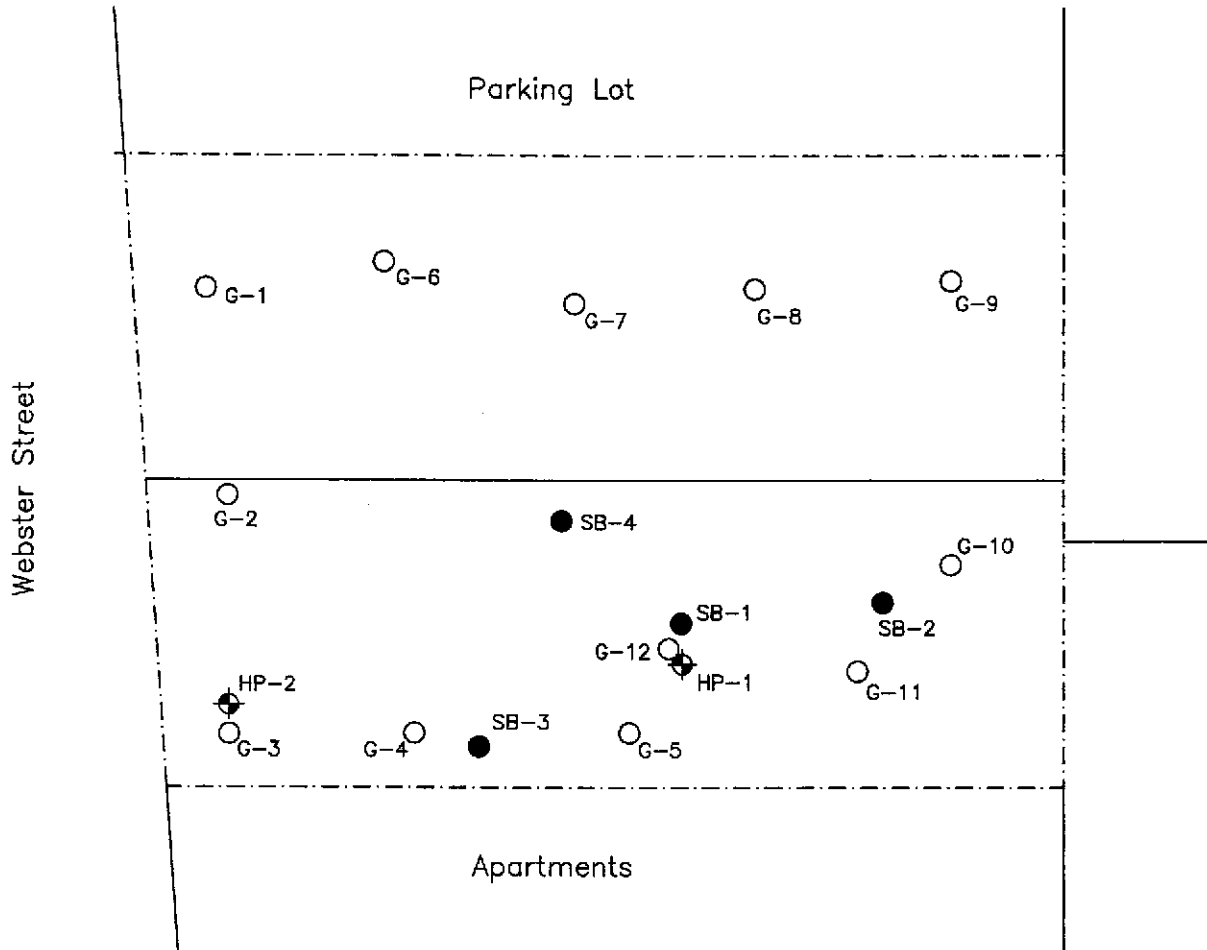 Parking Lot
G-6
G-1
G-9
G-7
G-8
Webster Street
G-2
SB-4
G-10
SB-1
SB-2
G-12
HP-1
G-11
HP-2
SB-3
G-3
G-4
G-5
Apartments